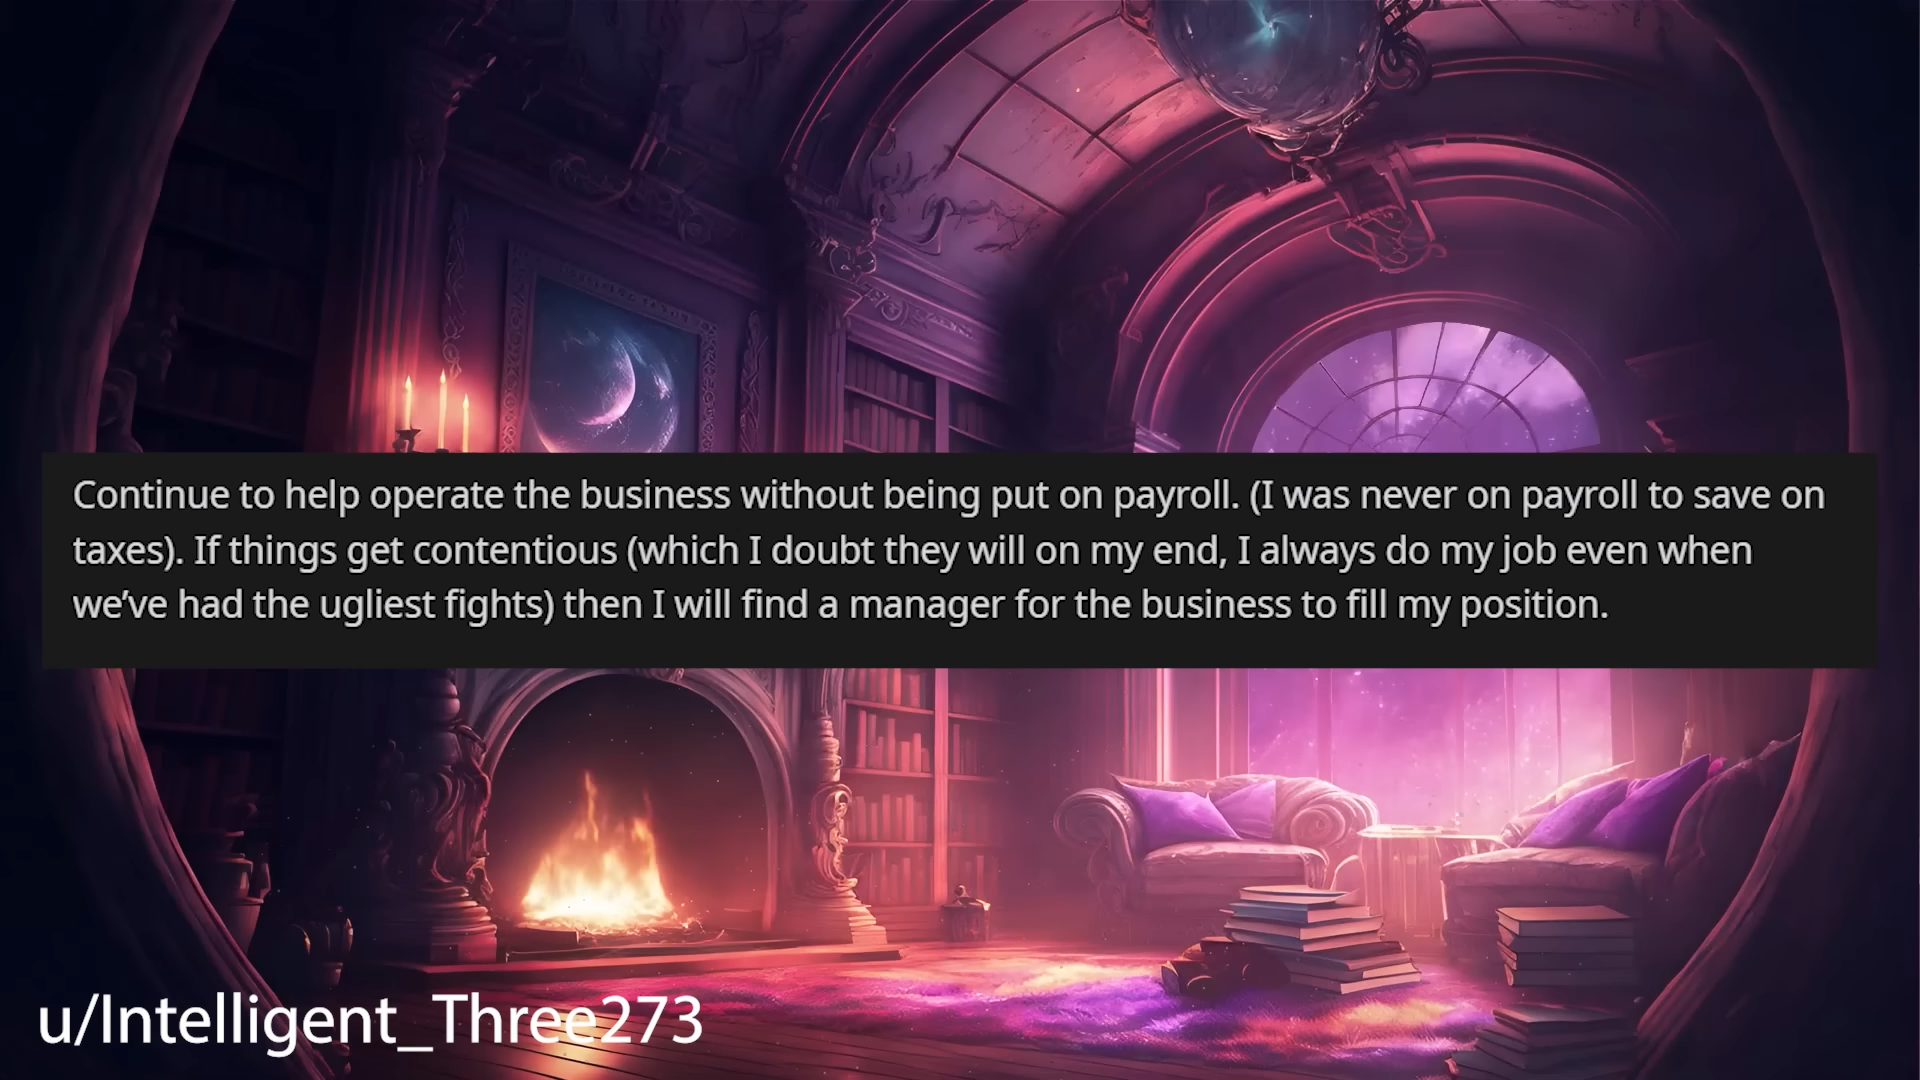 Continue to help operate the business without being put on payroll. (I was never on payroll to save on
taxes). If things get contentious (which I doubt they will on my end, I always do my job even when
we’ve had the ugliest fights) then I will find a manager for the business to fill my position.
u/Intelligent_Three273